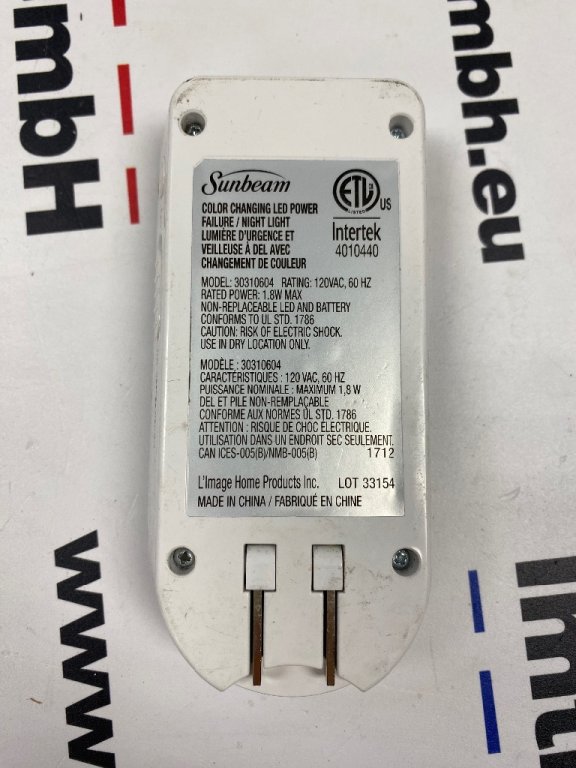 Sunbeam
COLOR CHANGING LED POWER
FAILURE / NIGHT LIGHT
LUMIÈRE D'URGENCE ET
VEILLEUSE À DEL AVEC
CHANGEMENT DE COULEUR
ETL
LISTED
US
Intertek
4010440
MODEL: 30310604 RATING: 120VAC, 60 HZ
RATED POWER: 1.8W MAX
NON-REPLACEABLE LED AND BATTERY
CONFORMS TO UL STD. 1786
CAUTION: RISK OF ELECTRIC SHOCK.
USE IN DRY LOCATION ONLY.
MODÈLE : 30310604
CARACTÉRISTIQUES : 120 VAC, 60 HZ
PUISSANCE NOMINALE : MAXIMUM 1,8 W
DEL ET PILE NON-REMPLAÇABLE
CONFORME AUX NORMES UL STD. 1786
ATTENTION : RISQUE DE CHOC ÉLECTRIQUE.
UTILISATION DANS UN ENDROIT SEC SEULEMENT.
CAN ICES-005(B)/NMB-005(B) 1712
L'Image Home Products Inc. LOT 33154
MADE IN CHINA / FABRIQUÉ EN CHINE
mbH
mbh.eu
www.
Inti